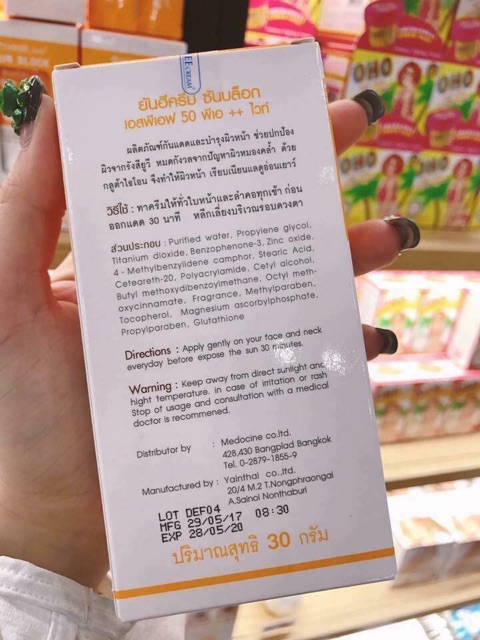 ยันฮีครีม ซันบล็อก
เอสพีเอฟ 50 พีเอ ++ ไวท์
ผลิตภัณฑ์กันแดดและบำรุงผิวหน้า ช่วยปกป้อง
ผิวจากรังสียูวี หมดกังวลจากปัญหาผิวหมองคล้ำ ด้วย
กลูต้าไธโอน จึงทำให้ผิวหน้า เรียบเนียนแลดูอ่อนเยาว์
วิธีใช้ : ทาครีมให้ทั่วใบหน้าและลำคอทุกเช้า ก่อน
ออกแดด 30 นาที หลีกเลี่ยงบริเวณรอบดวงตา
ส่วนประกอบ : Purified water, Propylene glycol,
Titanium dioxide, Benzophenone-3, Zinc oxide,
4 - Methylbenzylidene camphor, Stearic Acid,
Ceteareth-20, Polyacrylamide, Cetyl alcohol,
Butyl methoxydibenzoylmethane, Octyl meth-
oxycinnamate, Fragrance, Methylparaben,
Tocopherol, Magnesium ascorbylphosphate,
Propylparaben, Glutathione
Directions : Apply gently on your face and neck
everyday before expose the sun 30 minutes.
Warning : Keep away from direct sunlight and
hight temperature. in case of irritation or rash
Stop of usage and consultation with a medical
doctor is recommened.
Distributor by : Medocine co.ltd.
428,430 Bangplad Bangkok
Tel. 0-2879-1855-9
Manufactured by : Yainthal co.,ltd.
20/4 M.2 T.Nongphraongai
A.Sainoi Nonthaburi
LOT DEF04
MFG 29/05/17 08:30
EXP 28/05/20
ปริมาณสุทธิ 30 กรัม
OHO
OHO